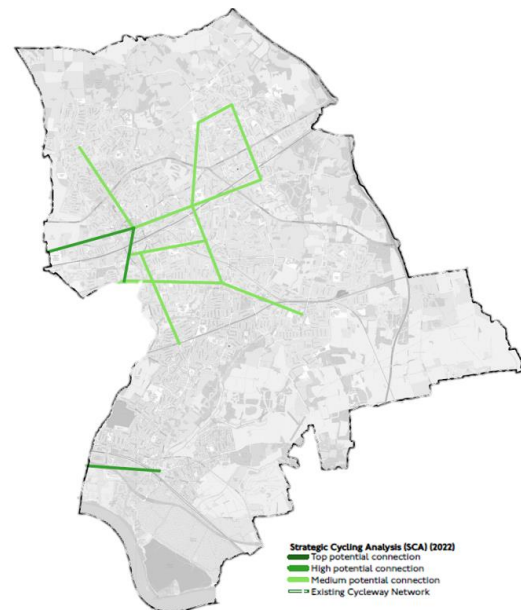 Strategic Cycling Analysis (SCA) (2022)
Top potential connection
High potential connection
Medium potential connection
Existing Cycleway Network